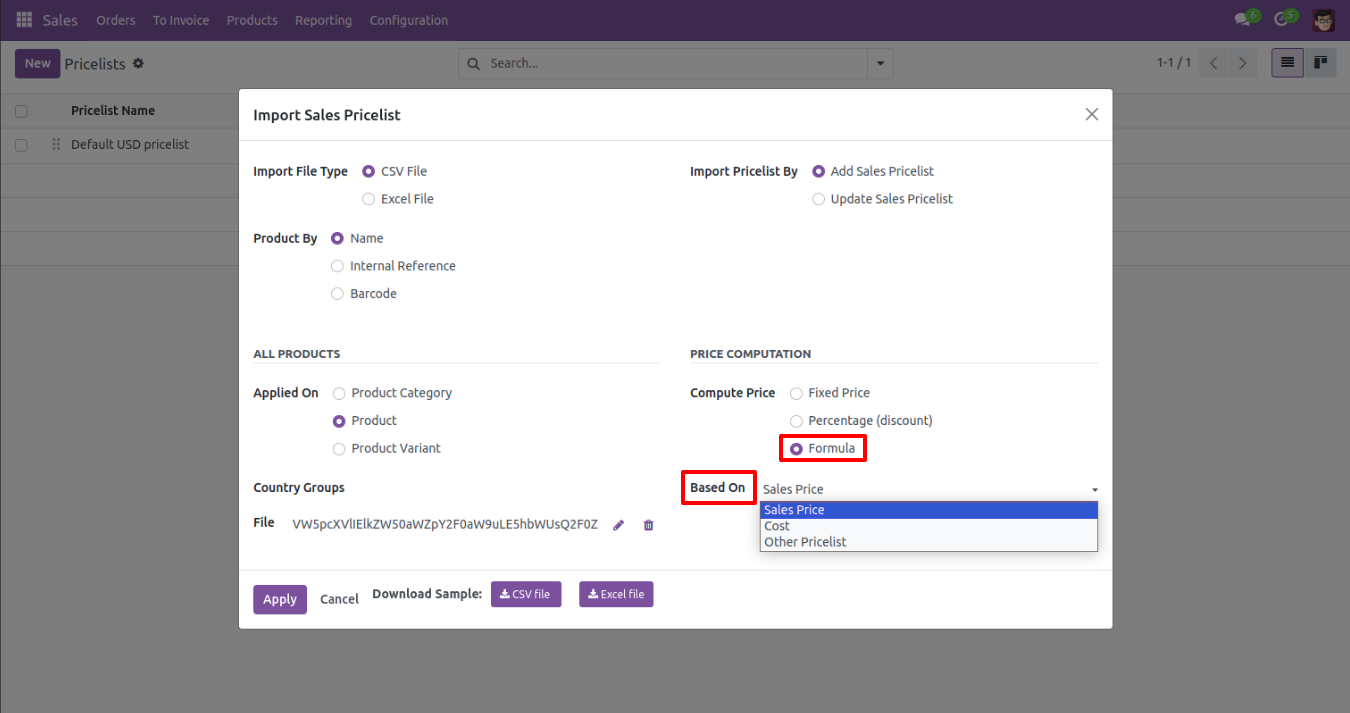 Sales Orders To Invoice Products Reporting Configuration 6 5
New Pricelists Search... 1-1 / 1
Pricelist Name
Default USD pricelist
Import Sales Pricelist
Import File Type CSV File Import Pricelist By Add Sales Pricelist
Excel File Update Sales Pricelist
Product By Name
Internal Reference
Barcode
ALL PRODUCTS PRICE COMPUTATION
Applied On Product Category Compute Price Fixed Price
Product Percentage (discount)
Product Variant Formula
Country Groups Based On Sales Price
Sales Price
File VW5pcXVlIElkZW50aWZpY2F0aW9uLE5hbWUsQ2F0Z Cost
Other Pricelist
Apply Cancel Download Sample: CSV file Excel file